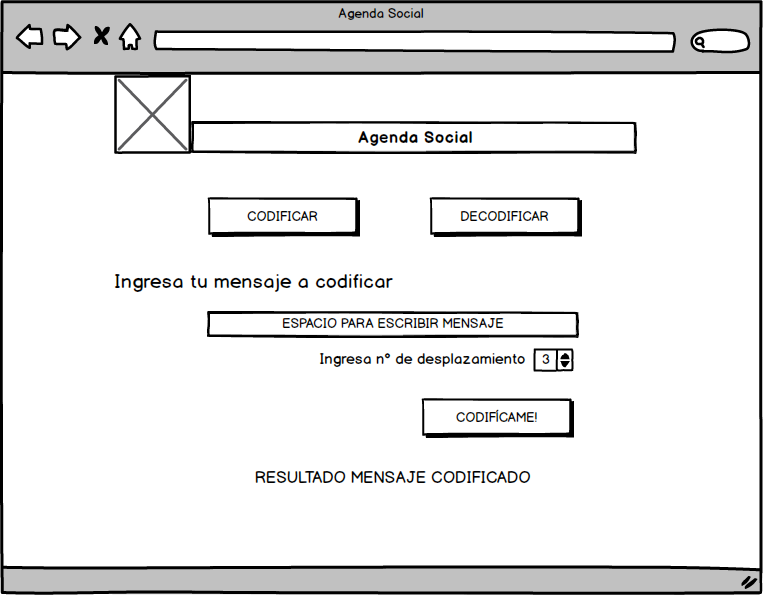 Agenda Social
Agenda Social
CODIFICAR
DECODIFICAR
Ingresa tu mensaje a codificar
ESPACIO PARA ESCRIBIR MENSAJE
Ingresa n° de desplazamiento 3
CODIFÍCAME!
RESULTADO MENSAJE CODIFICADO